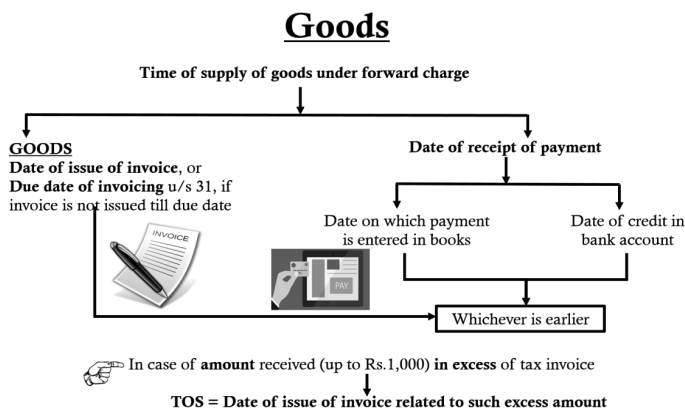 Goods
Time of supply of goods under forward charge
GOODS
Date of issue of invoice, or
Due date of invoicing u/s 31, if
invoice is not issued till due date
Date of receipt of payment
Date on which payment
is entered in books
Date of credit in
bank account
INVOICE
PAY
Whichever is earlier
In case of amount received (up to Rs.1,000) in excess of tax invoice
TOS = Date of issue of invoice related to such excess amount